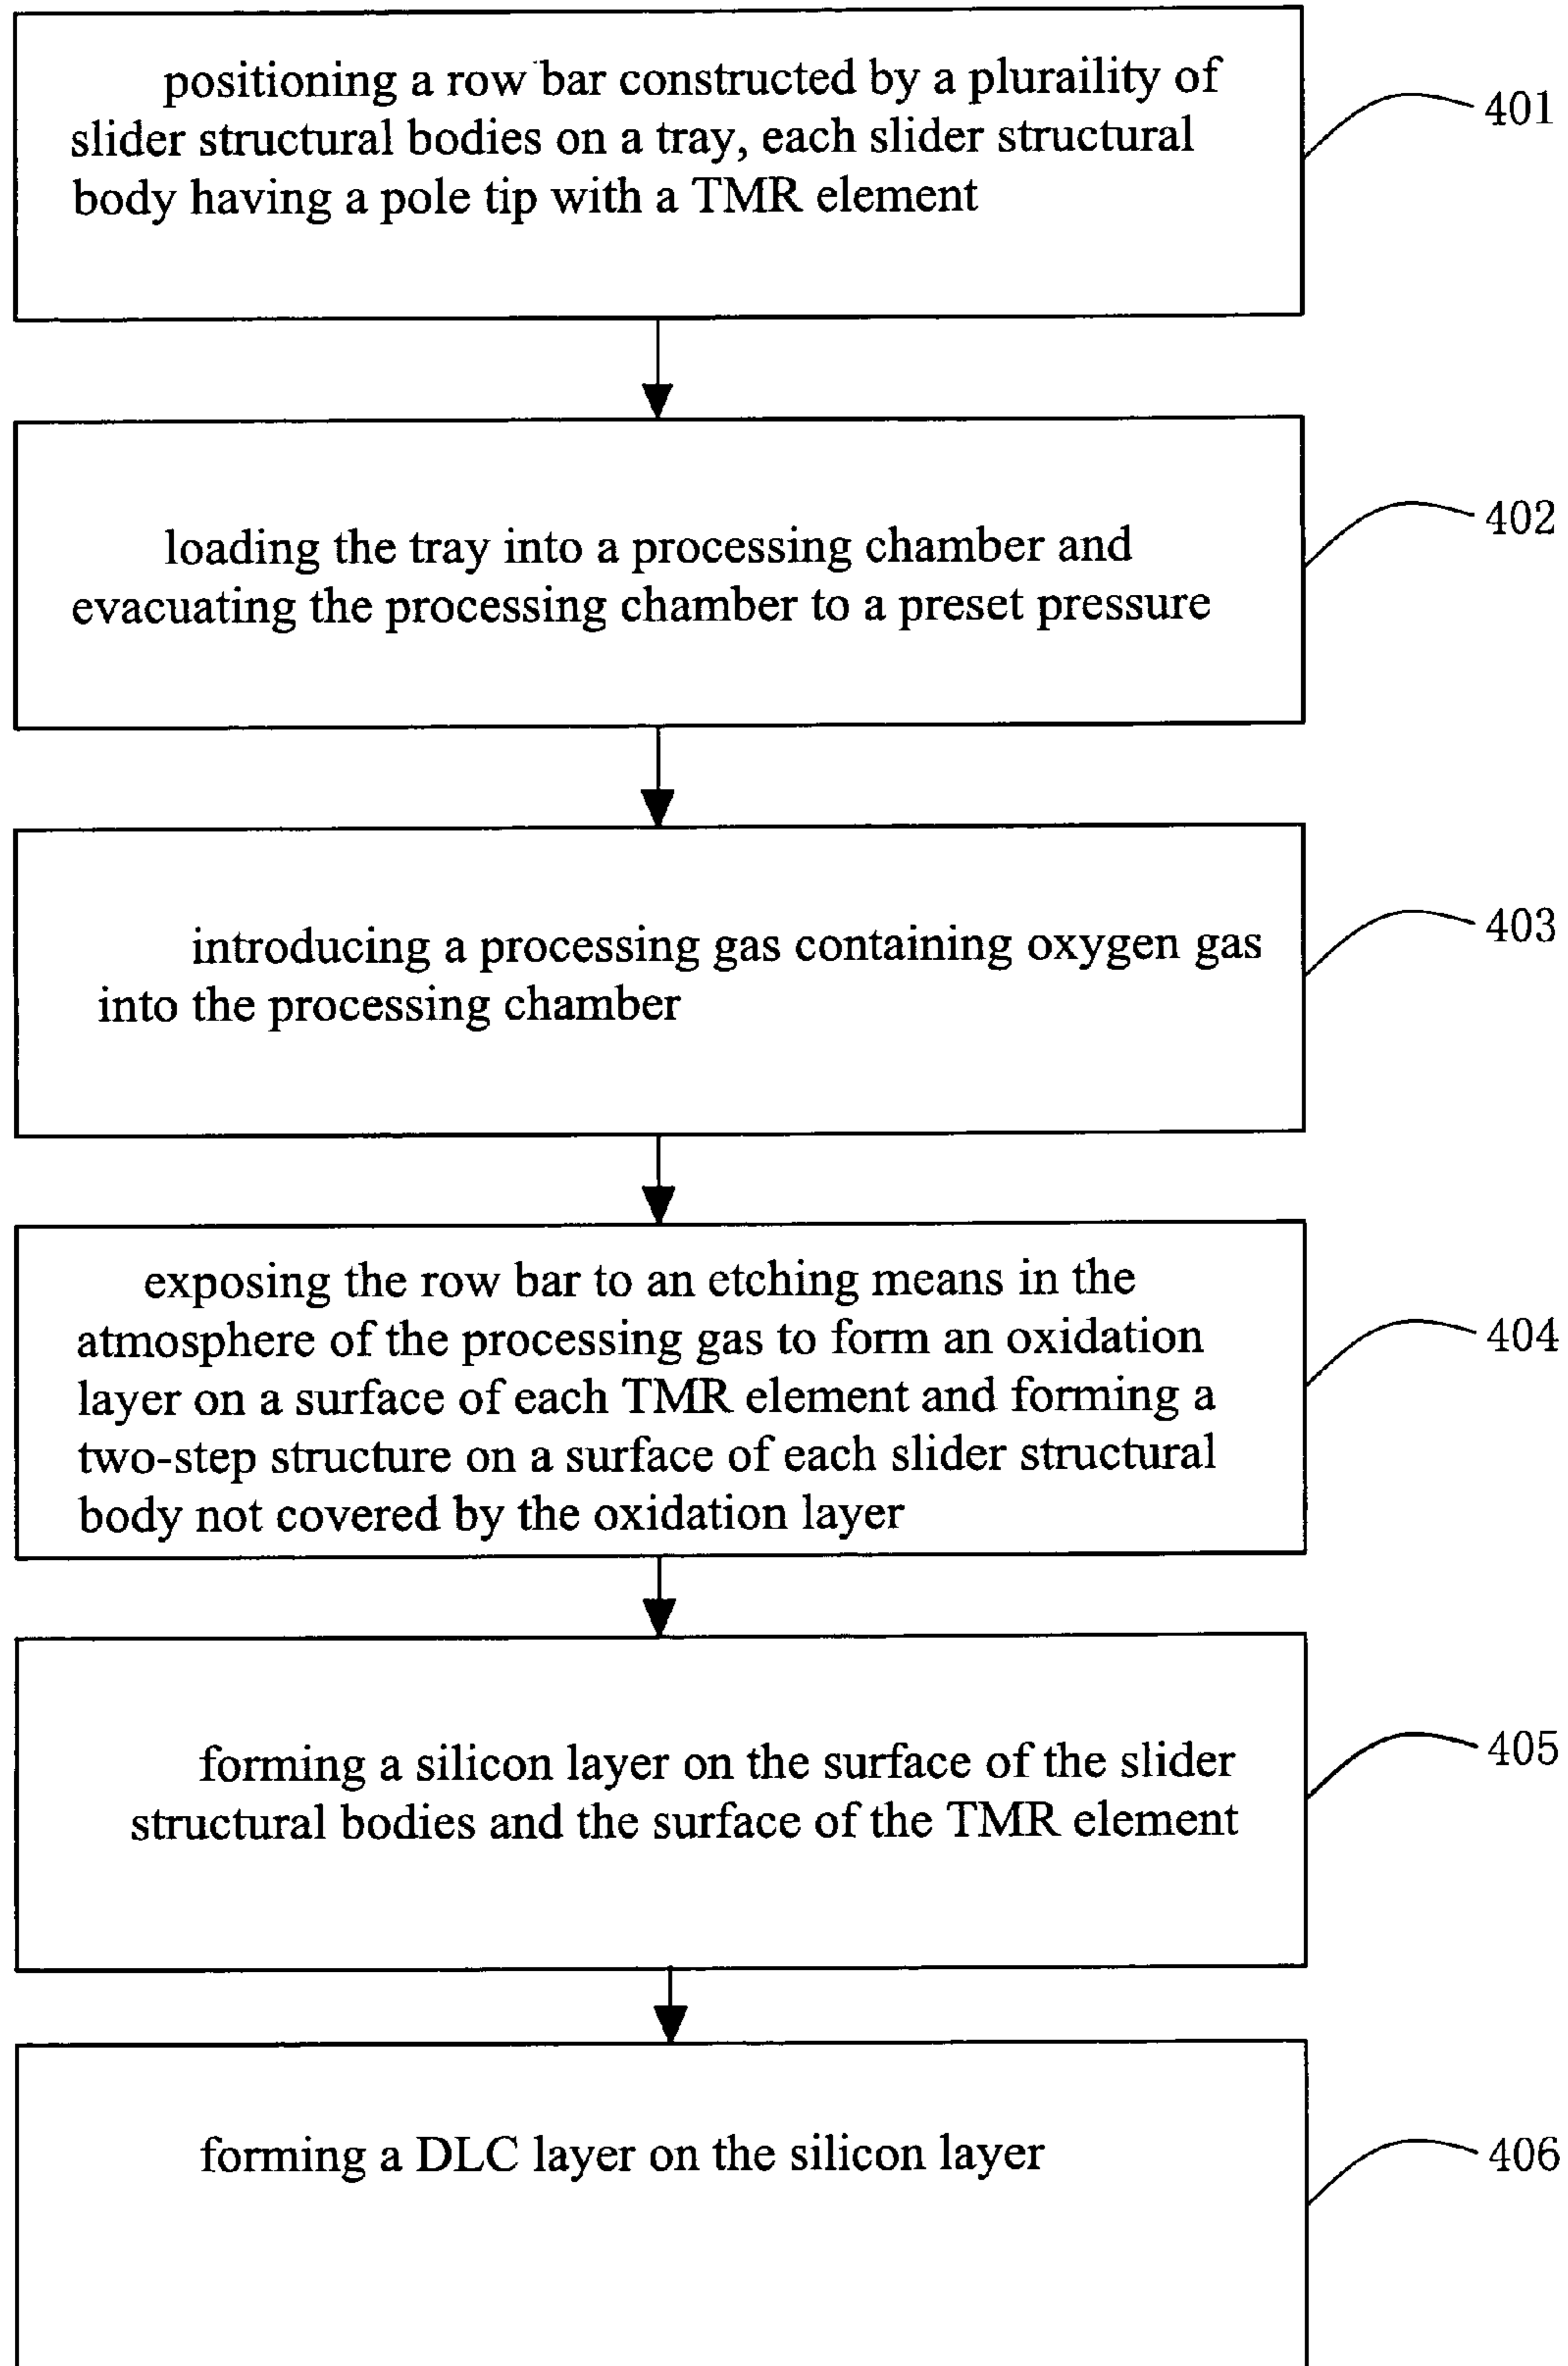 positioning a row bar constructed by a pluraility of
slider structural bodies on a tray, each slider structural
body having a pole tip with a TMR element
401
loading the tray into a processing chamber and
evacuating the processing chamber to a preset pressure
402
introducing a processing gas containing oxygen gas
into the processing chamber
403
exposing the row bar to an etching means in the
atmosphere of the processing gas to form an oxidation
layer on a surface of each TMR element and forming a
two-step structure on a surface of each slider structural
body not covered by the oxidation layer
404
forming a silicon layer on the surface of the slider
structural bodies and the surface of the TMR element
405
forming a DLC layer on the silicon layer
406